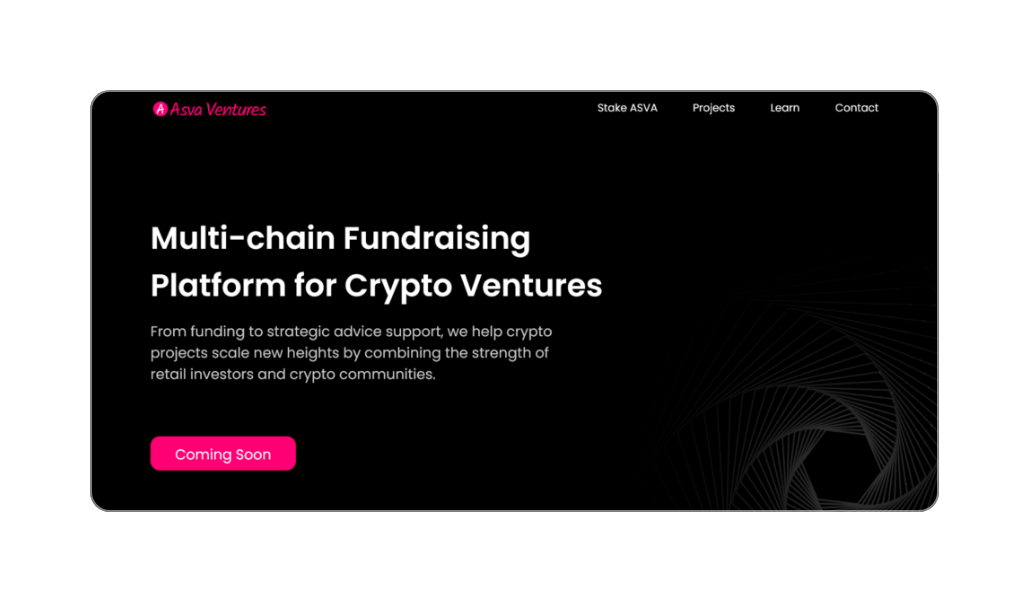 A Asva Ventures
Stake ASVA Projects Learn Contact
Multi-chain Fundraising
Platform for Crypto Ventures
From funding to strategic advice support, we help crypto
projects scale new heights by combining the strength of
retail investors and crypto communities.
Coming Soon